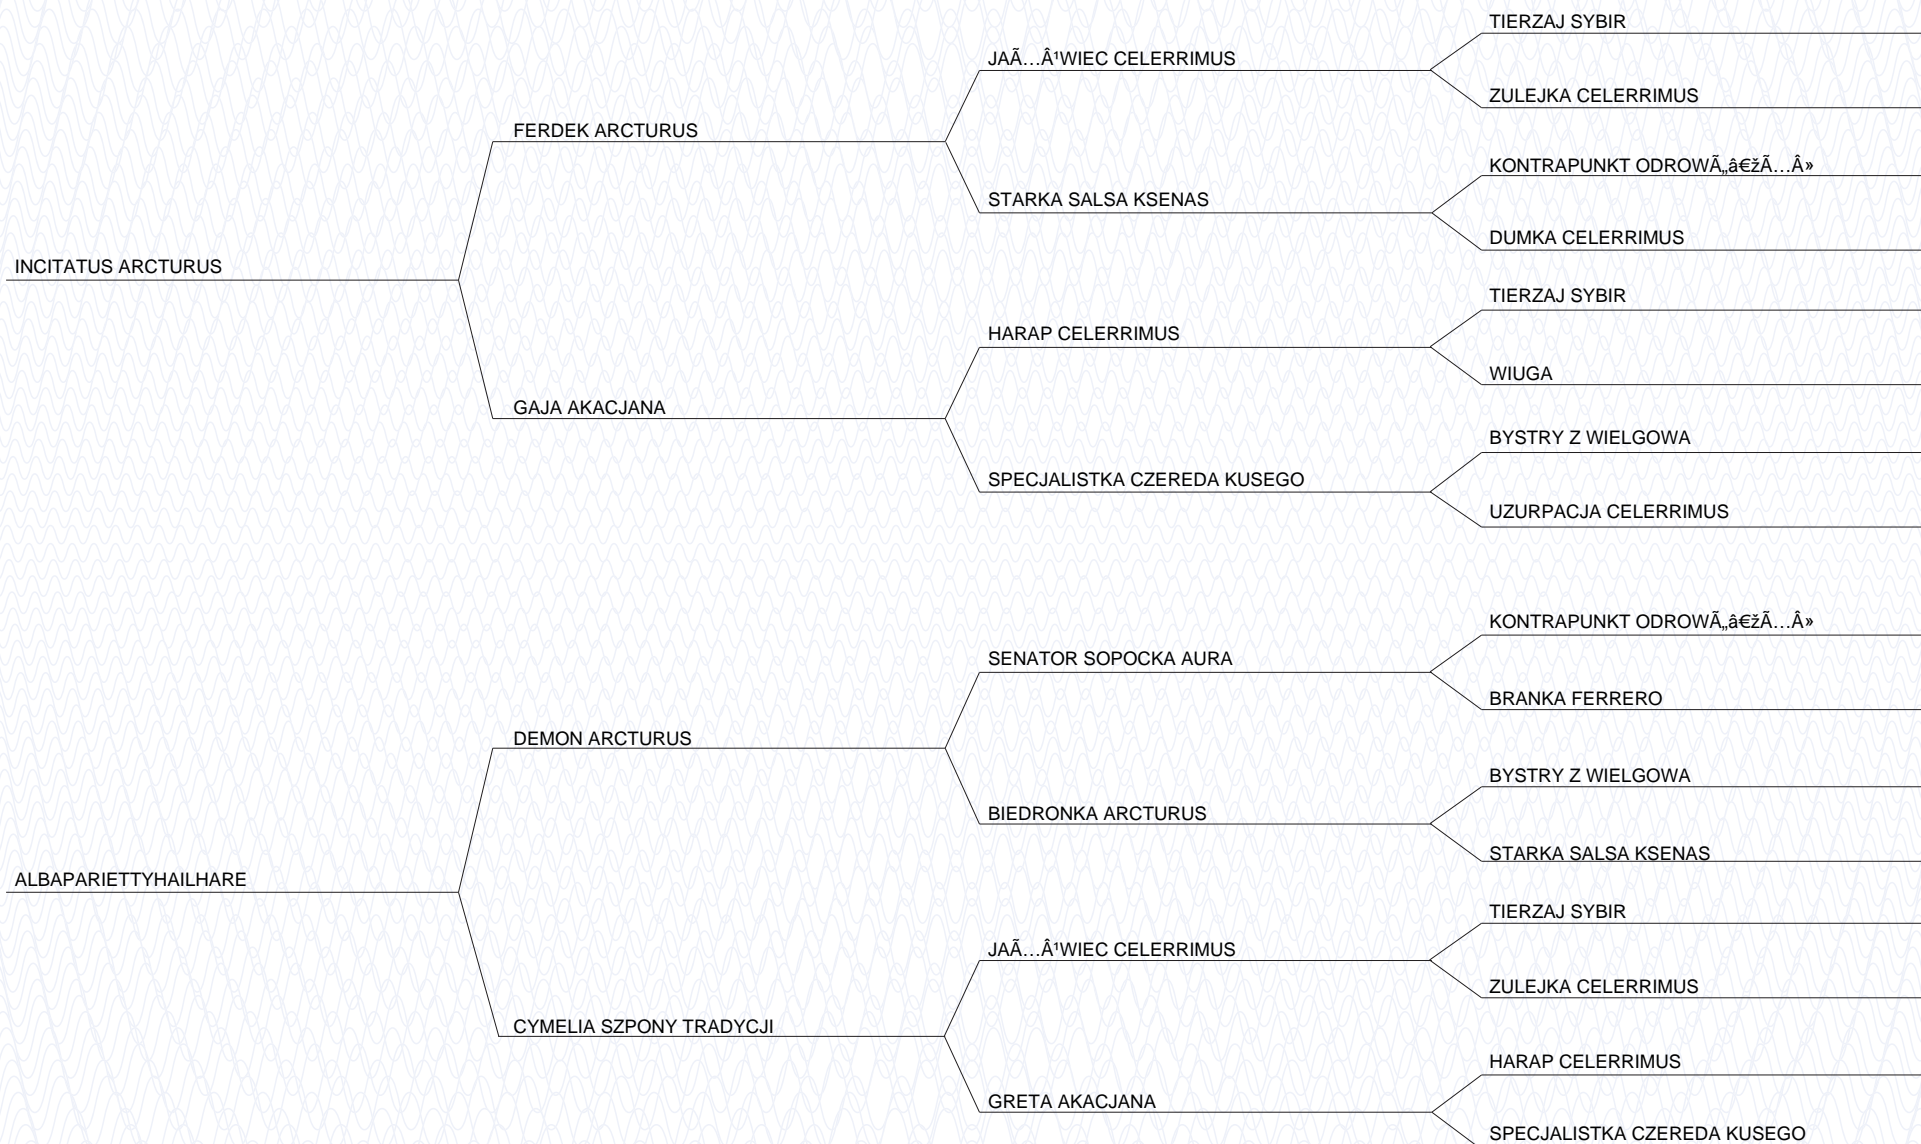 TIERZAJ SYBIR
JAÃ…Â¹WIEC CELERRIMUS
ZULEJKA CELERRIMUS
FERDEK ARCTURUS
KONTRAPUNKT ODROWÃ„â€žÃ…Â»
STARKA SALSA KSENAS
DUMKA CELERRIMUS
INCITATUS ARCTURUS
TIERZAJ SYBIR
HARAP CELERRIMUS
WIUGA
GAJA AKACJANA
BYSTRY Z WIELGOWA
SPECJALISTKA CZEREDA KUSEGO
UZURPACJA CELERRIMUS
KONTRAPUNKT ODROWÃ„â€žÃ…Â»
SENATOR SOPOCKA AURA
BRANKA FERRERO
DEMON ARCTURUS
BYSTRY Z WIELGOWA
BIEDRONKA ARCTURUS
STARKA SALSA KSENAS
ALBAPARIETTYHAILHARE
TIERZAJ SYBIR
JAÃ…Â¹WIEC CELERRIMUS
ZULEJKA CELERRIMUS
CYMELIA SZPONY TRADYCJI
HARAP CELERRIMUS
GRETA AKACJANA
SPECJALISTKA CZEREDA KUSEGO